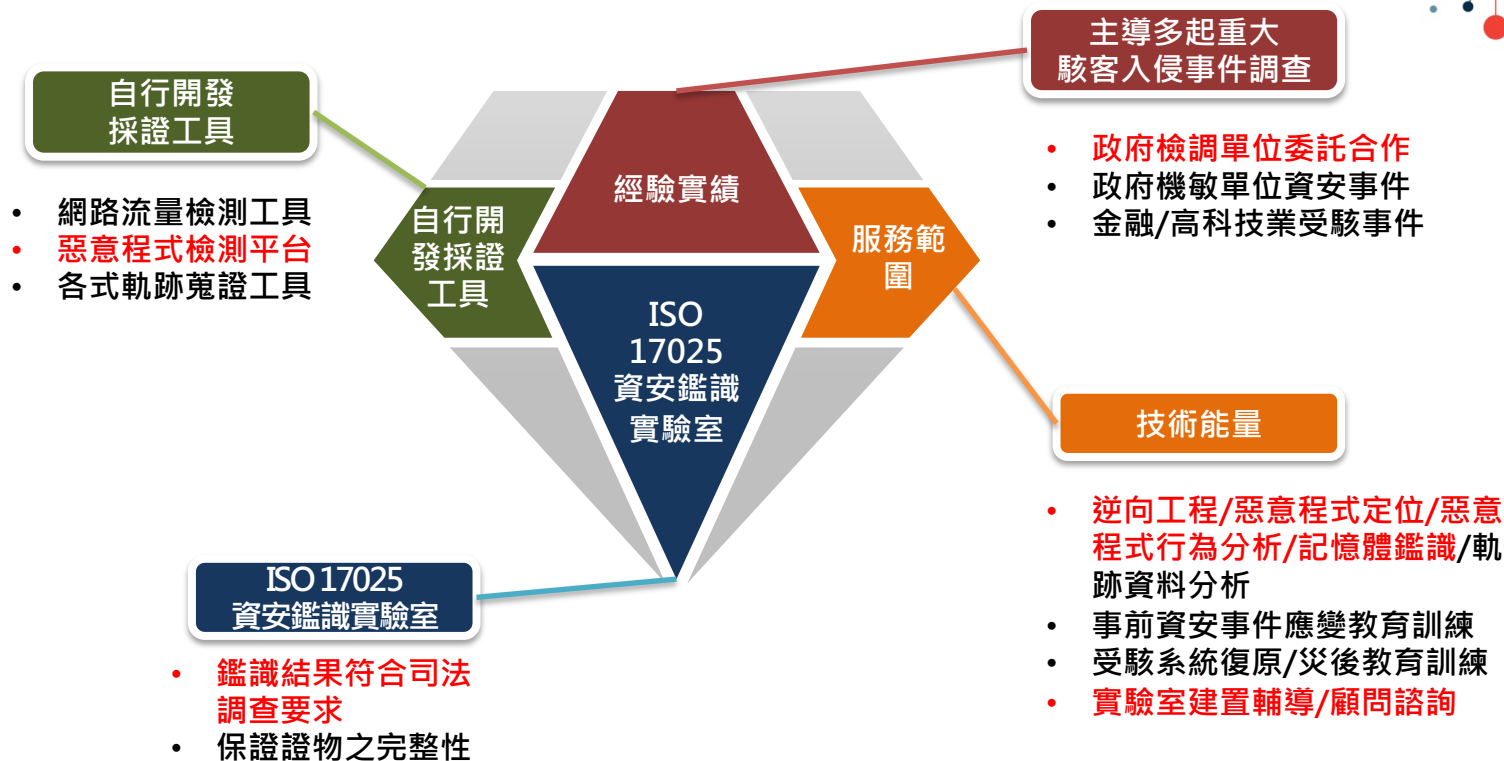 主導多起重大
駭客入侵事件調查
自行開發
採證工具
• 政府檢調單位委託合作
• 政府機敏單位資安事件
• 金融/高科技業受駭事件
• 網路流量檢測工具
• 惡意程式檢測平台
• 各式軌跡蒐證工具
經驗實績
自行開
發採證
工具
服務範
圍
ISO
17025
資安鑑識
實驗室
技術能量
• 逆向工程/惡意程式定位/惡意
程式行為分析/記憶體鑑識/軌
跡資料分析
• 事前資安事件應變教育訓練
• 受駭系統復原/災後教育訓練
• 實驗室建置輔導/顧問諮詢
ISO 17025
資安鑑識實驗室
• 鑑識結果符合司法
調查要求
• 保證證物之完整性